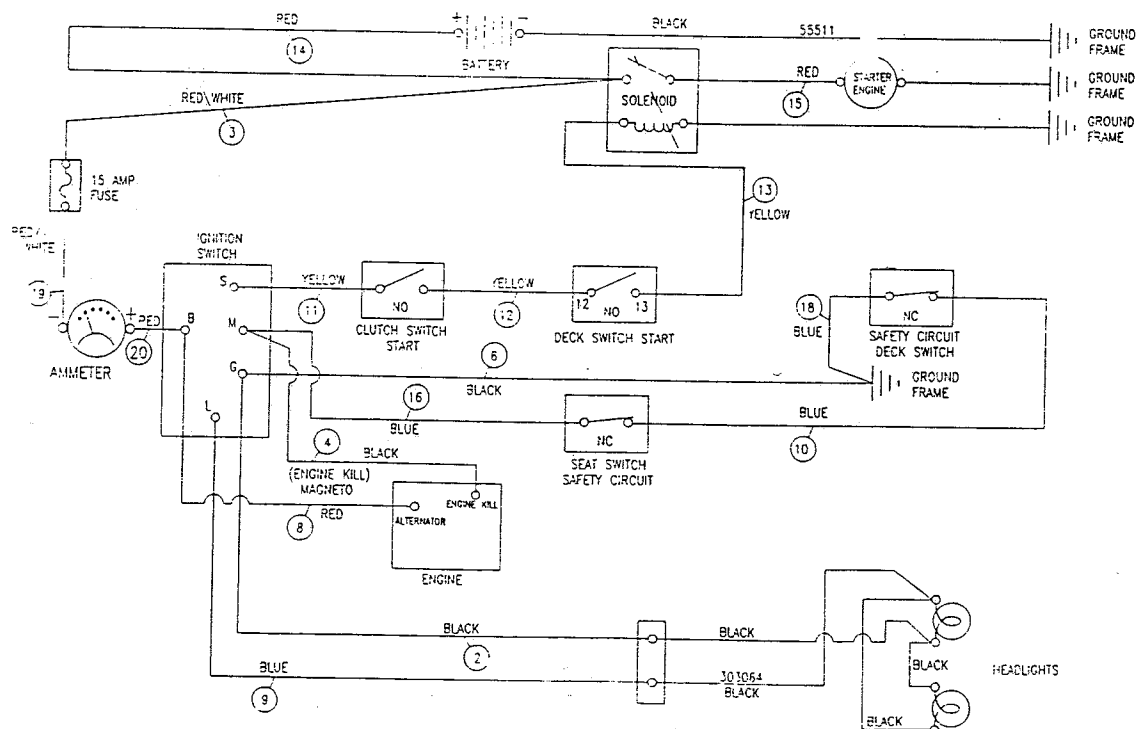 RED
14
+
−
BATTERY
BLACK
55511
GROUND
FRAME
RED\WHITE
3
SOLENOID
RED
15
STARTER
ENGINE
GROUND
FRAME
GROUND
FRAME
15 AMP
FUSE
13
YELLOW
RED/
WHITE
19
−
+
RED
20
AMMETER
IGNITION
SWITCH
S
B
M
G
L
YELLOW
11
NO
CLUTCH SWITCH
START
YELLOW
12
12
13
NO
DECK SWITCH START
18
BLUE
NC
SAFETY CIRCUIT
DECK SWITCH
6
BLACK
GROUND
FRAME
16
BLUE
NC
SEAT SWITCH
SAFETY CIRCUIT
BLUE
10
4
BLACK
(ENGINE KILL)
MAGNETO
8
RED
ENGINE KILL
ALTERNATOR
ENGINE
BLACK
2
BLACK
BLACK
HEADLIGHTS
BLUE
9
303064
BLACK
BLACK